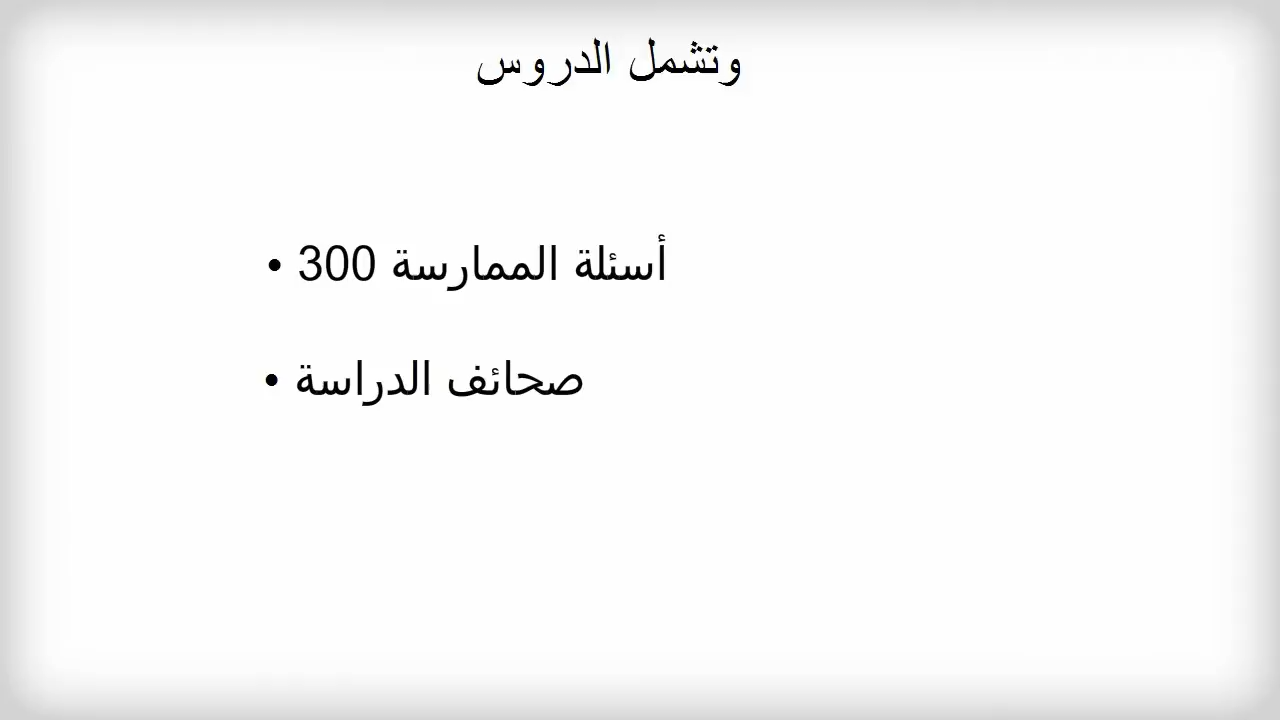 وتشمل الدروس
• 300 أسئلة الممارسة
• صحائف الدراسة